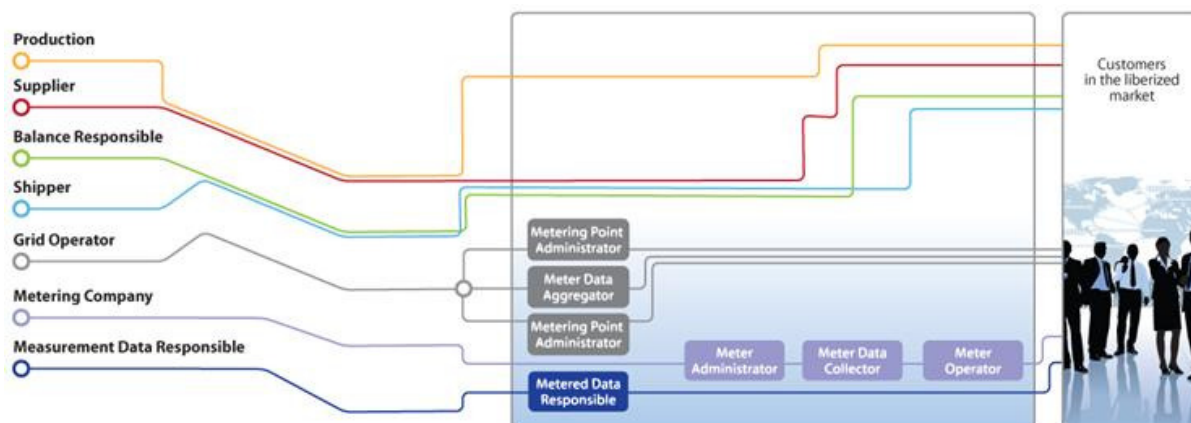 Production
Supplier
Balance Responsible
Shipper
Grid Operator
Metering Company
Measurement Data Responsible
Metering Point
Administrator
Meter Data
Aggregator
Metering Point
Administrator
Meter
Administrator
Meter Data
Collector
Meter
Operator
Metered Data
Responsible
Customers
in the liberized
market